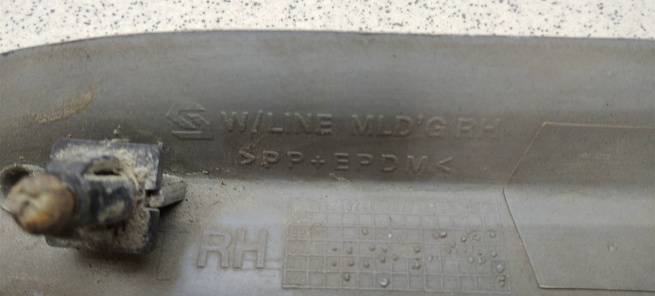 W/LINE MLD'G RH
>PP+EPDM<
RH